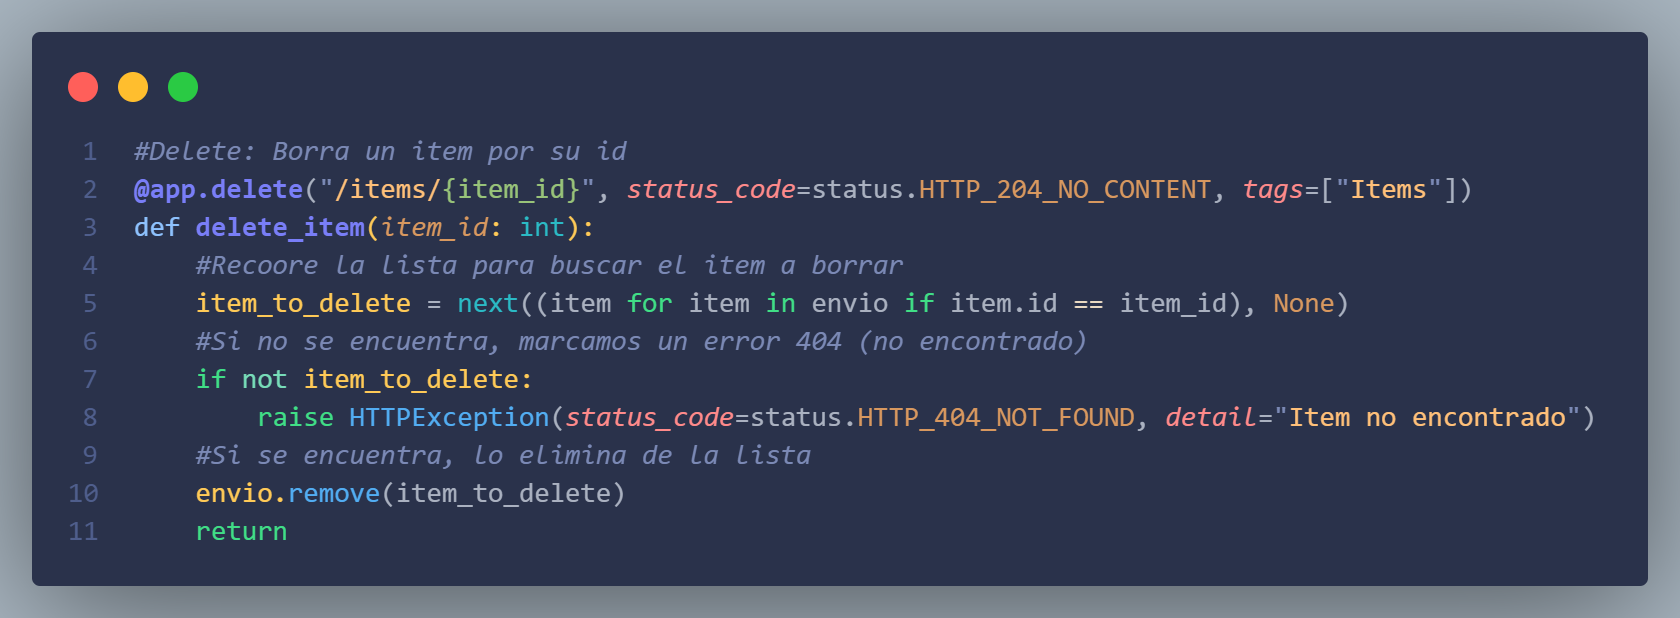 1 #Delete: Borra un item por su id
2 @app.delete("/items/{item_id}", status_code=status.HTTP_204_NO_CONTENT, tags=["Items"])
3 def delete_item(item_id: int):
4     #Recoore la lista para buscar el item a borrar
5     item_to_delete = next((item for item in envio if item.id == item_id), None)
6     #Si no se encuentra, marcamos un error 404 (no encontrado)
7     if not item_to_delete:
8         raise HTTPException(status_code=status.HTTP_404_NOT_FOUND, detail="Item no encontrado")
9     #Si se encuentra, lo elimina de la lista
10     envio.remove(item_to_delete)
11     return